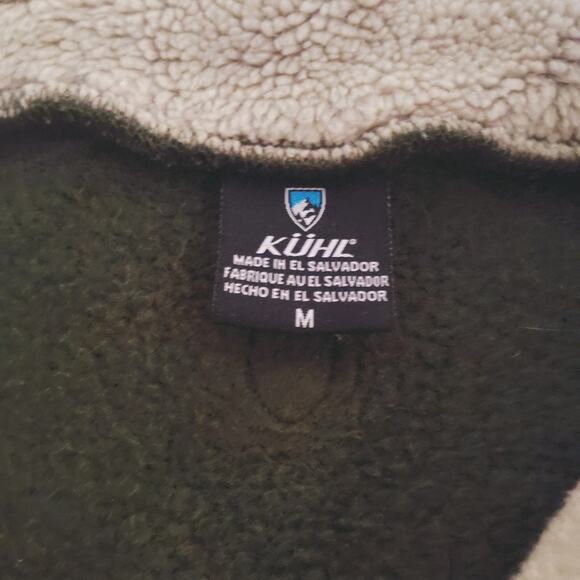 KÜHL
MADE IN EL SALVADOR
FABRIQUE AU EL SALVADOR
HECHO EN EL SALVADOR
M